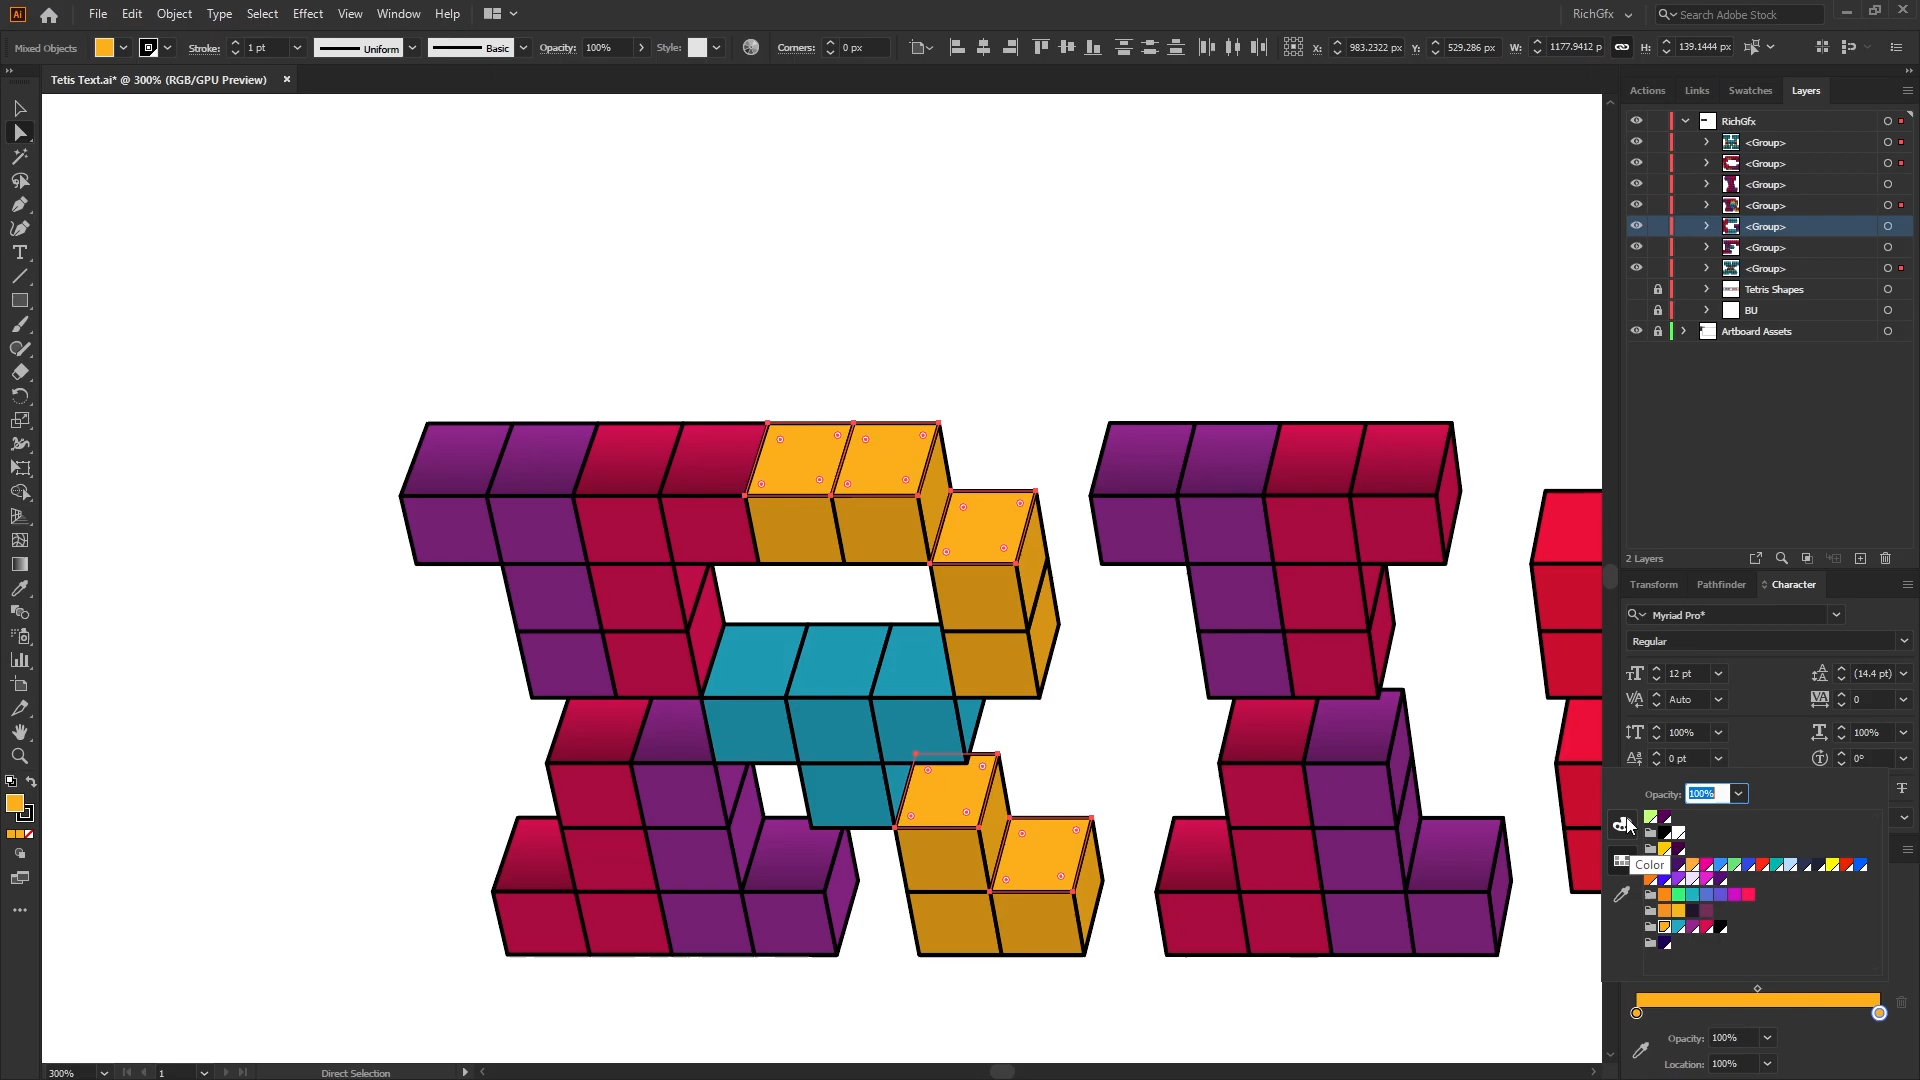 Ai File Edit Object Type Select Effect View Window Help RichGfx Search Adobe Stock
Mixed Objects Stroke: 1 pt Uniform Basic Opacity: 100% Style: Corners: 0 px X: 983.2322 px Y: 529.286 px W: 1177.9412 p H: 139.1444 px
Tetis Text.ai* @ 300% (RGB/GPU Preview) ×
Actions Links Swatches Layers
RichGfx
<Group>
<Group>
<Group>
<Group>
<Group>
<Group>
<Group>
Tetris Shapes
BU
Artboard Assets
2 Layers
Transform Pathfinder Character
Myriad Pro*
Regular
12 pt (14.4 pt)
Auto 0
100% 100%
0 pt 0°
Opacity: 100%
Color
Opacity: 100%
Location: 100%
300% 1 Direct Selection